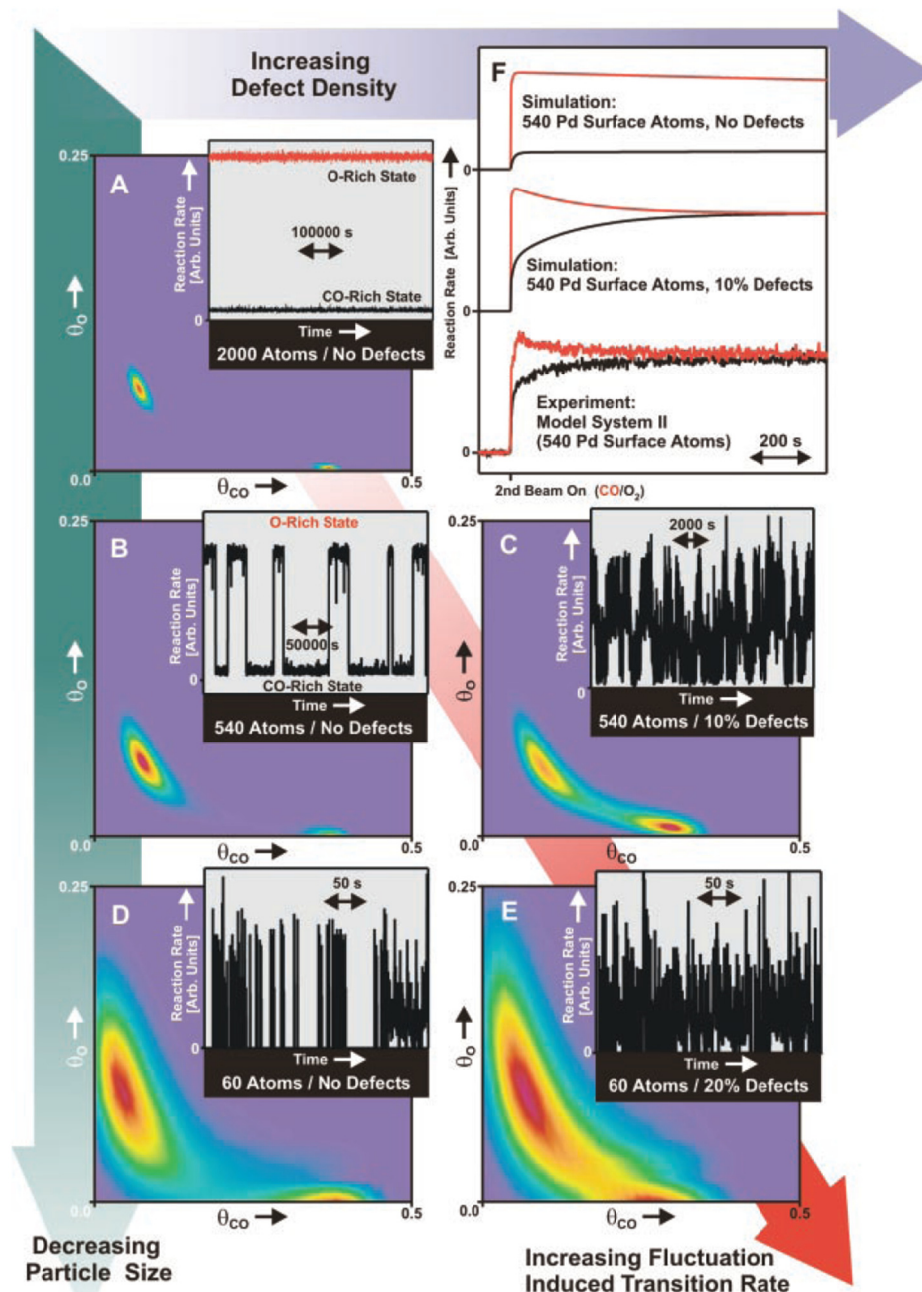 Increasing
Defect Density
F
Simulation:
540 Pd Surface Atoms, No Defects
0
Simulation:
540 Pd Surface Atoms, 10% Defects
0
Experiment:
Model System II
(540 Pd Surface Atoms)
200 s
0
Reaction Rate [Arb. Units]
2nd Beam On (CO/O₂)
0.25
A
Reaction Rate
[Arb. Units]
O-Rich State
100000 s
CO-Rich State
0
Time
2000 Atoms / No Defects
θO
0.0
θCO
0.5
0.25
B
Reaction Rate
[Arb. Units]
O-Rich State
50000 s
0
CO-Rich State
Time
540 Atoms / No Defects
θO
0.0
θCO
0.5
0.25
C
Reaction Rate
[Arb. Units]
2000 s
0
Time
540 Atoms / 10% Defects
θO
0.0
θCO
0.5
0.25
D
Reaction Rate
[Arb. Units]
50 s
0
Time
60 Atoms / No Defects
θO
0.0
θCO
0.5
0.25
E
Reaction Rate
[Arb. Units]
50 s
0
Time
60 Atoms / 20% Defects
θO
0.0
θCO
0.5
Decreasing
Particle Size
Increasing Fluctuation
Induced Transition Rate